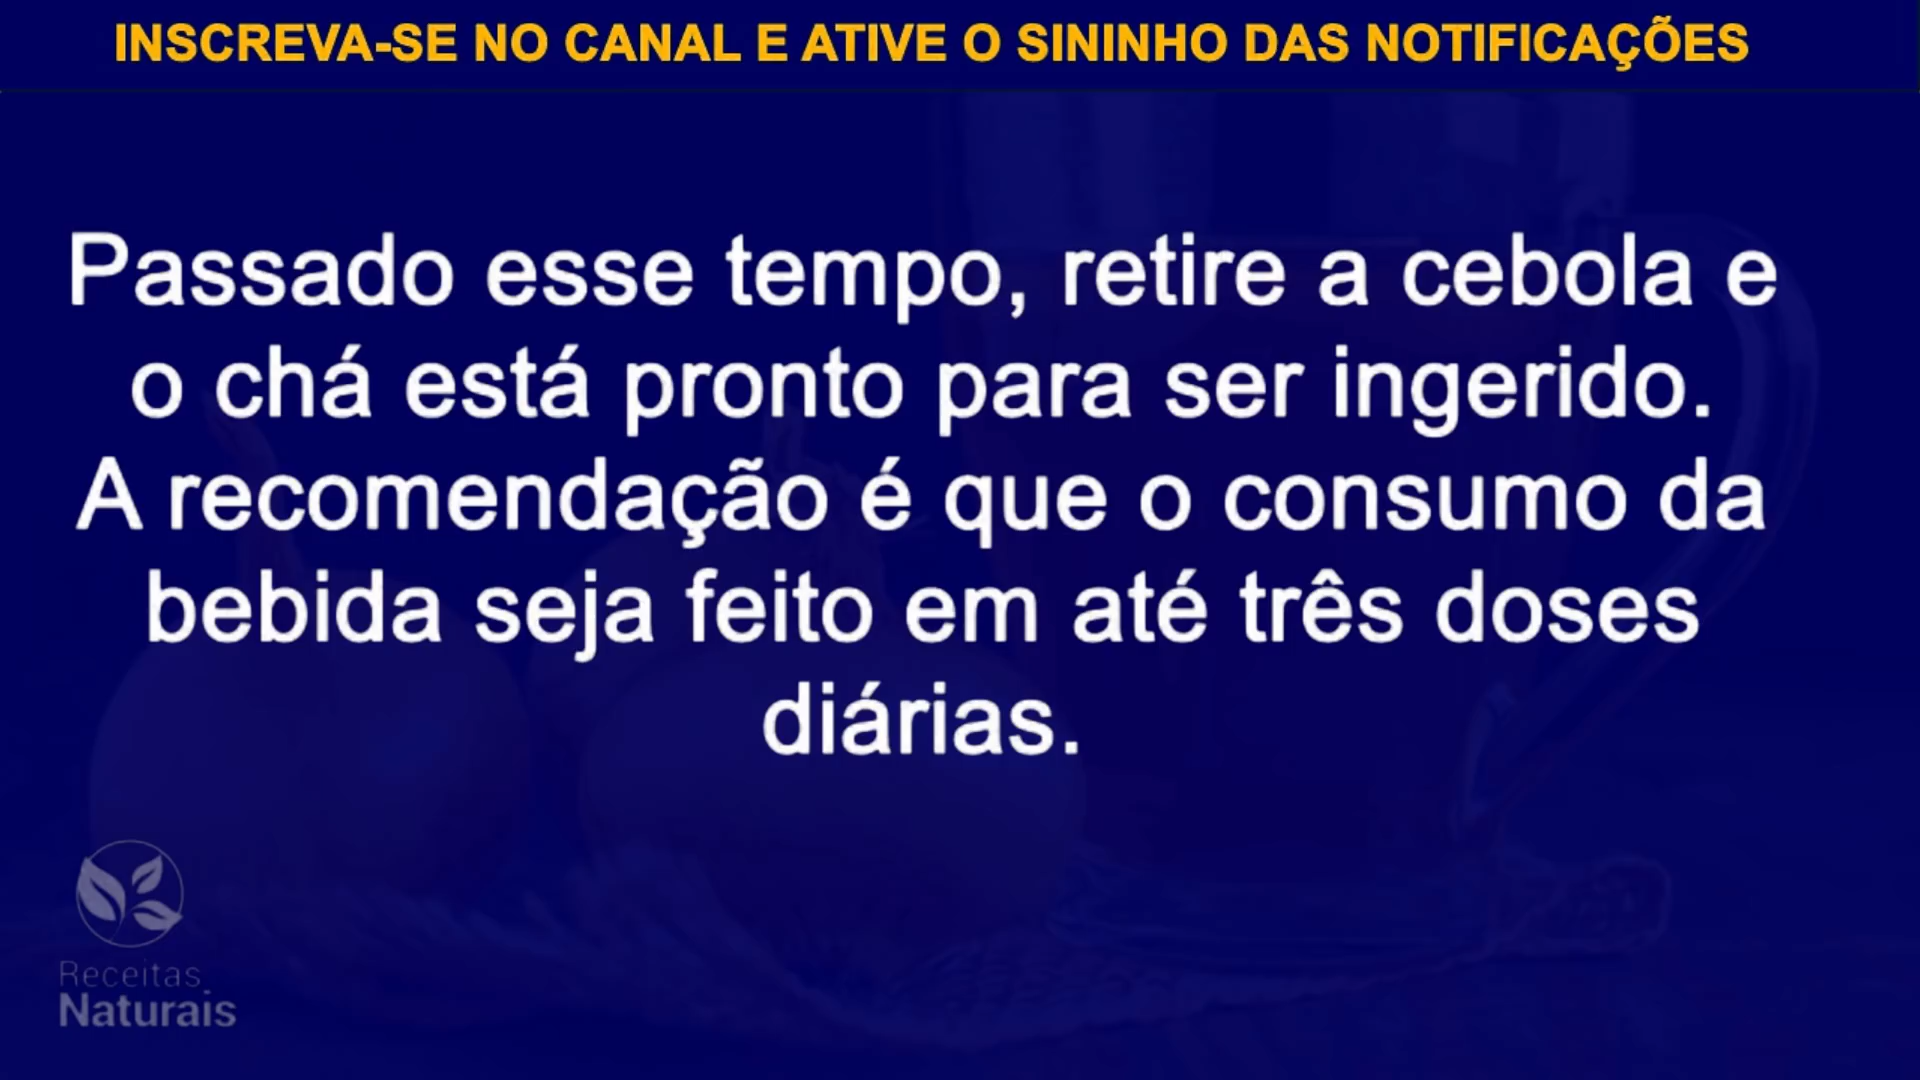 INSCREVA-SE NO CANAL E ATIVE O SININHO DAS NOTIFICAÇÕES
Passado esse tempo, retire a cebola e
o chá está pronto para ser ingerido.
A recomendação é que o consumo da
bebida seja feito em até três doses
diárias.
Receitas
Naturais